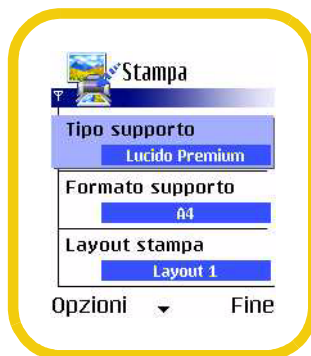 Stampa
Tipo supporto
Lucido Premium
Formato supporto
A4
Layout stampa
Layout 1
Opzioni Fine